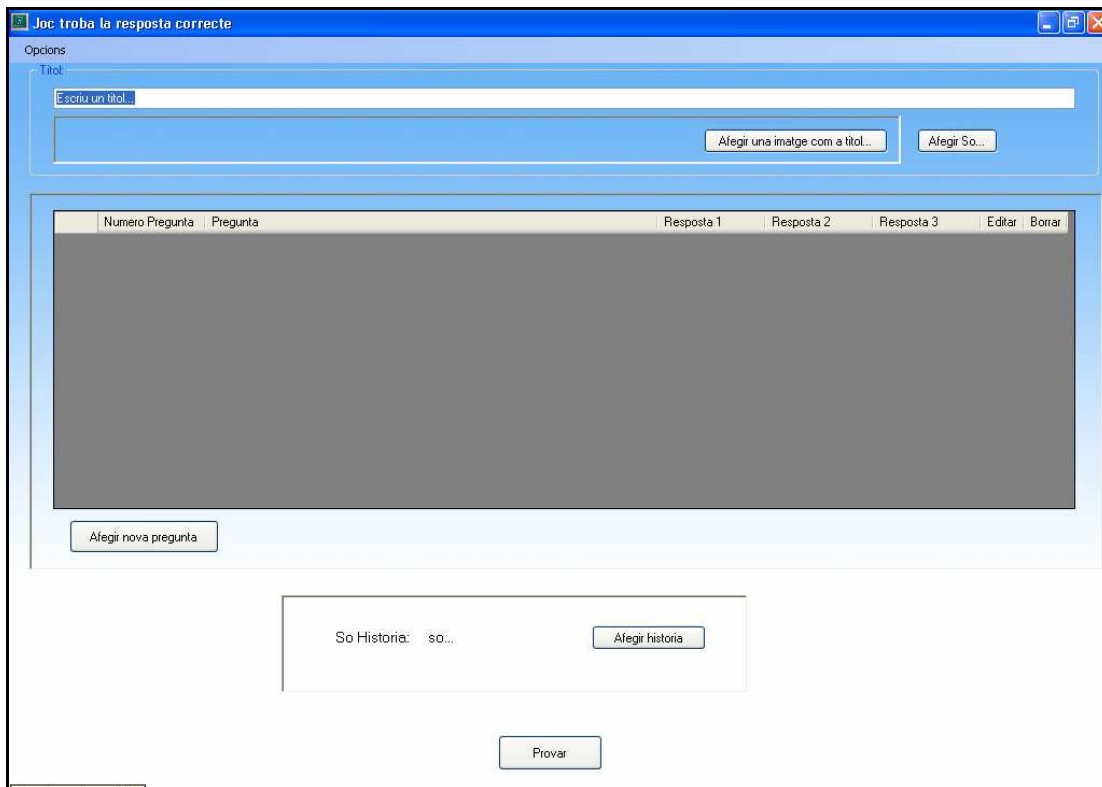 Joc troba la resposta correcte
Opcions
Titol:
Escriu un titol...
Afegir una imatge com a titol... Afegir So...
Numero Pregunta Pregunta Resposta 1 Resposta 2 Resposta 3 Editar Borrar
Afegir nova pregunta
So Historia: so... Afegir historia
Provar